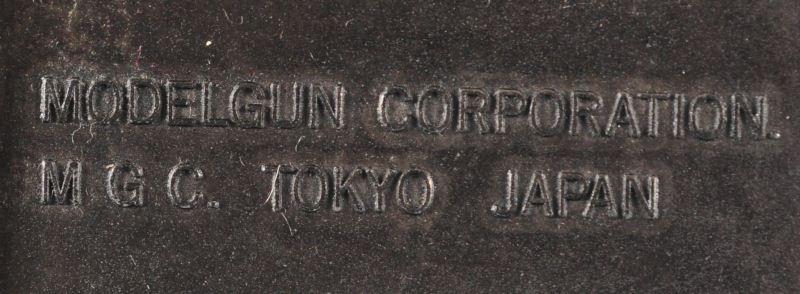 MODELGUN CORPORATION.
M G C. TOKYO JAPAN